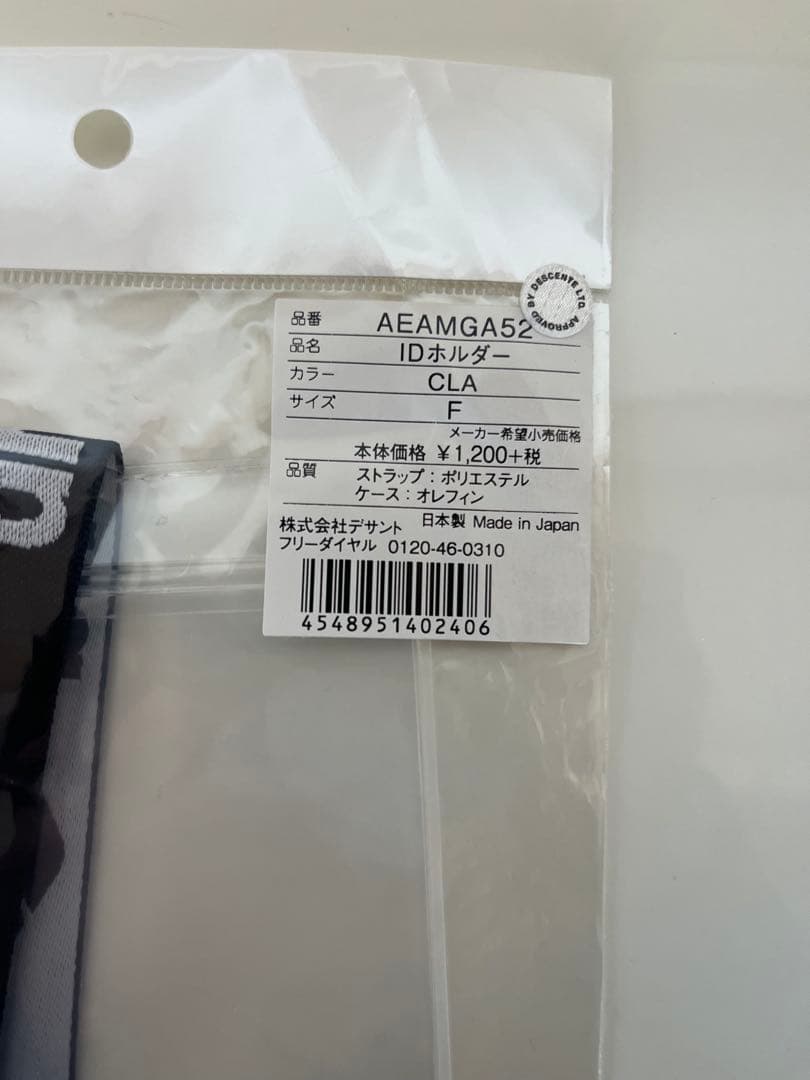 APPROVED BY DESCENTE LTD.
品番 AEAMGA52
品名 IDホルダー
カラー CLA
サイズ F
メーカー希望小売価格
本体価格 ¥1,200+税
品質 ストラップ：ポリエステル
ケース：オレフィン
株式会社デサント 日本製 Made in Japan
フリーダイヤル 0120-46-0310
4548951402406